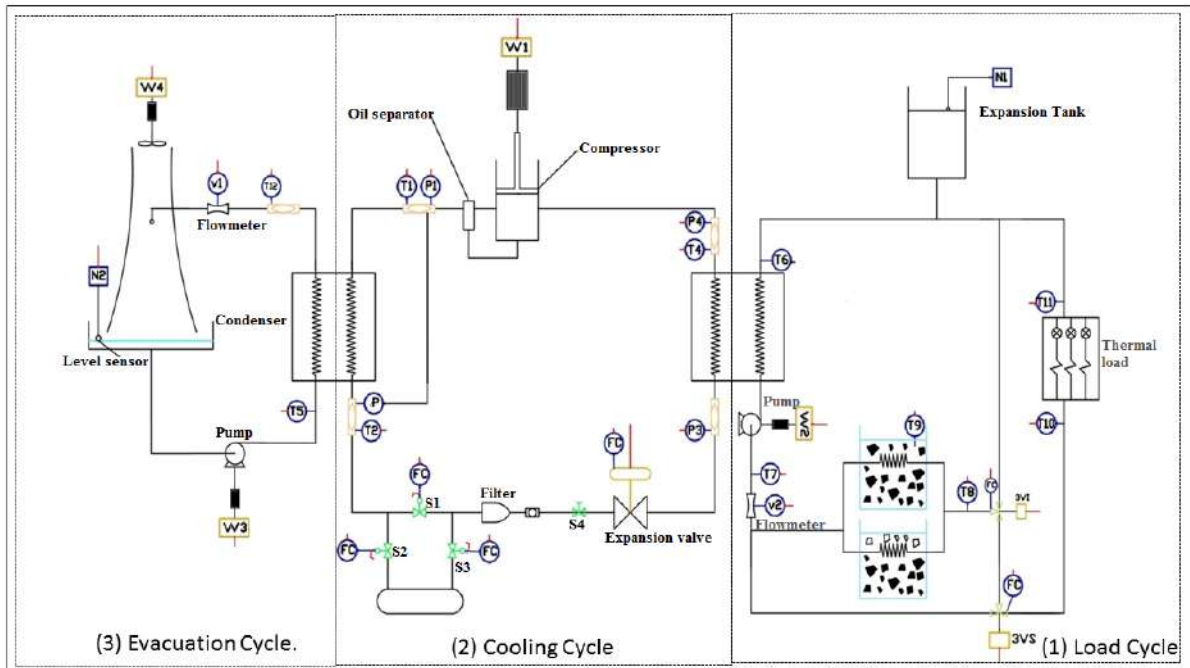 W4
V1
T12
Flowmeter
N2
Level sensor
Condenser
T5
Pump
W3
(3) Evacuation Cycle.
W1
Oil separator
Compressor
T1
P1
P4
T4
P
T2
P3
FC
FC
S1
Filter
S4
Expansion valve
FC
S2
FC
S3
(2) Cooling Cycle
N1
Expansion Tank
T6
T11
Thermal
load
T10
Pump
W2
T9
T7
V2
Flowmeter
T8
FC
3V1
FC
3VS
(1) Load Cycle